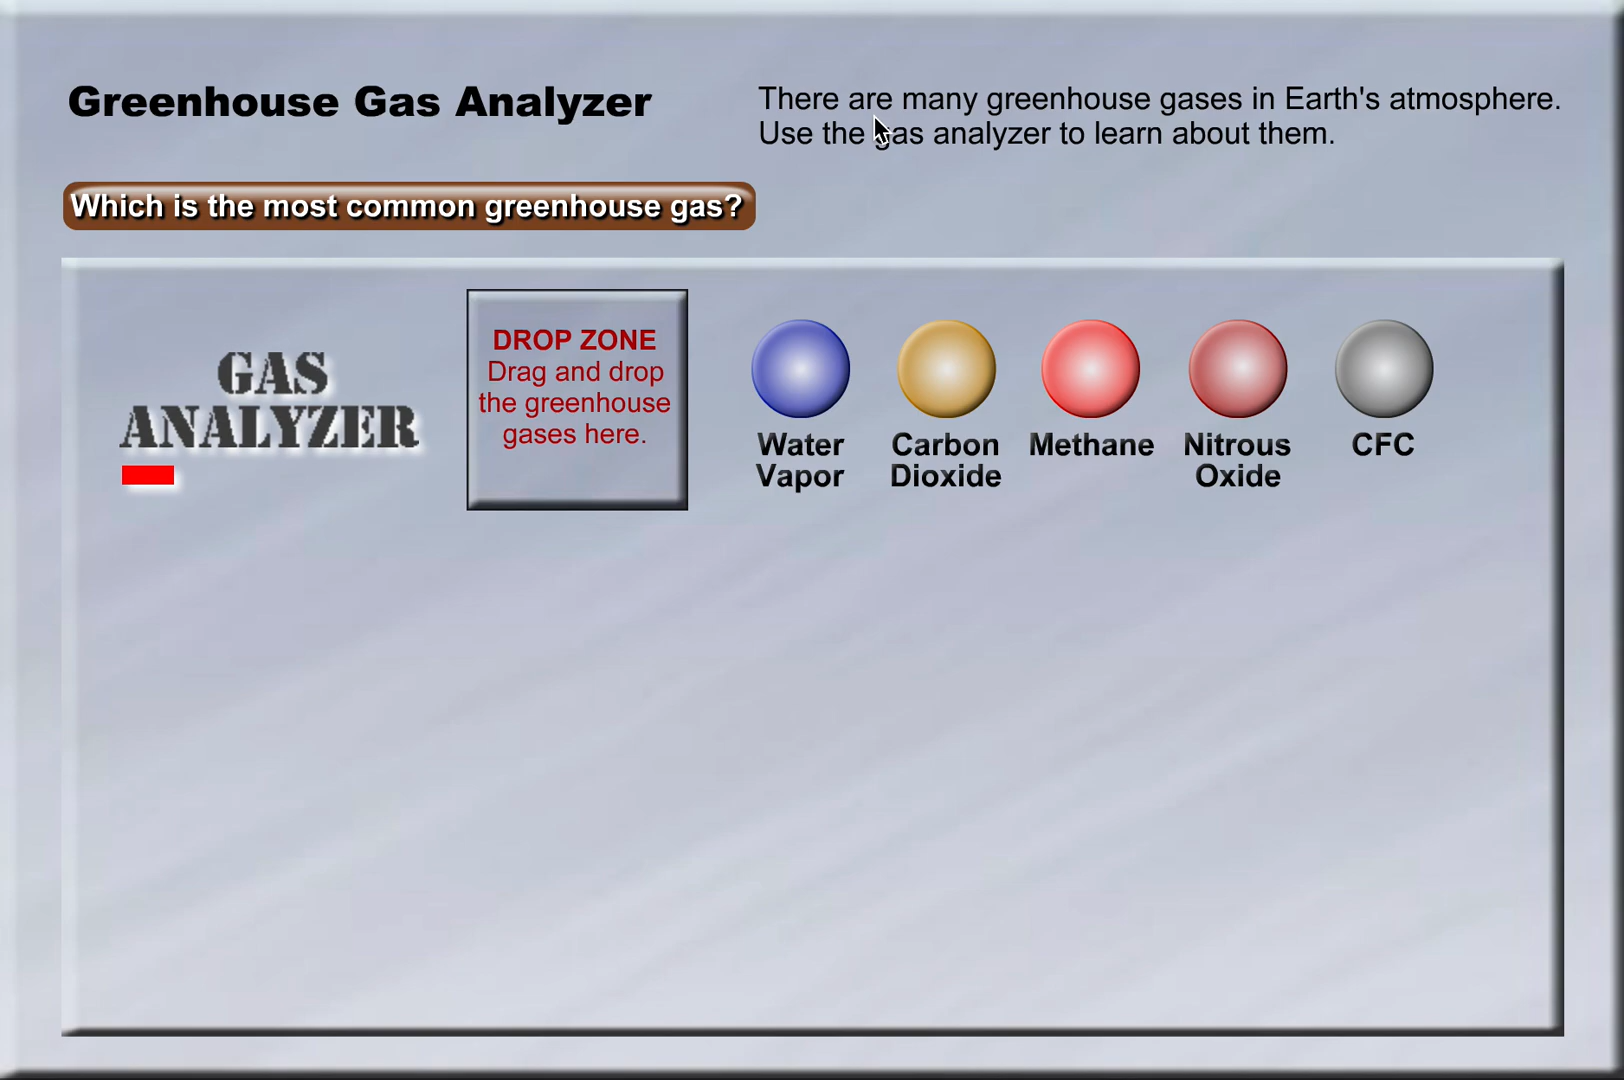 Greenhouse Gas Analyzer
There are many greenhouse gases in Earth's atmosphere.
Use the gas analyzer to learn about them.
Which is the most common greenhouse gas?
GAS
ANALYZER
DROP ZONE
Drag and drop
the greenhouse
gases here.
Water
Vapor
Carbon
Dioxide
Methane
Nitrous
Oxide
CFC